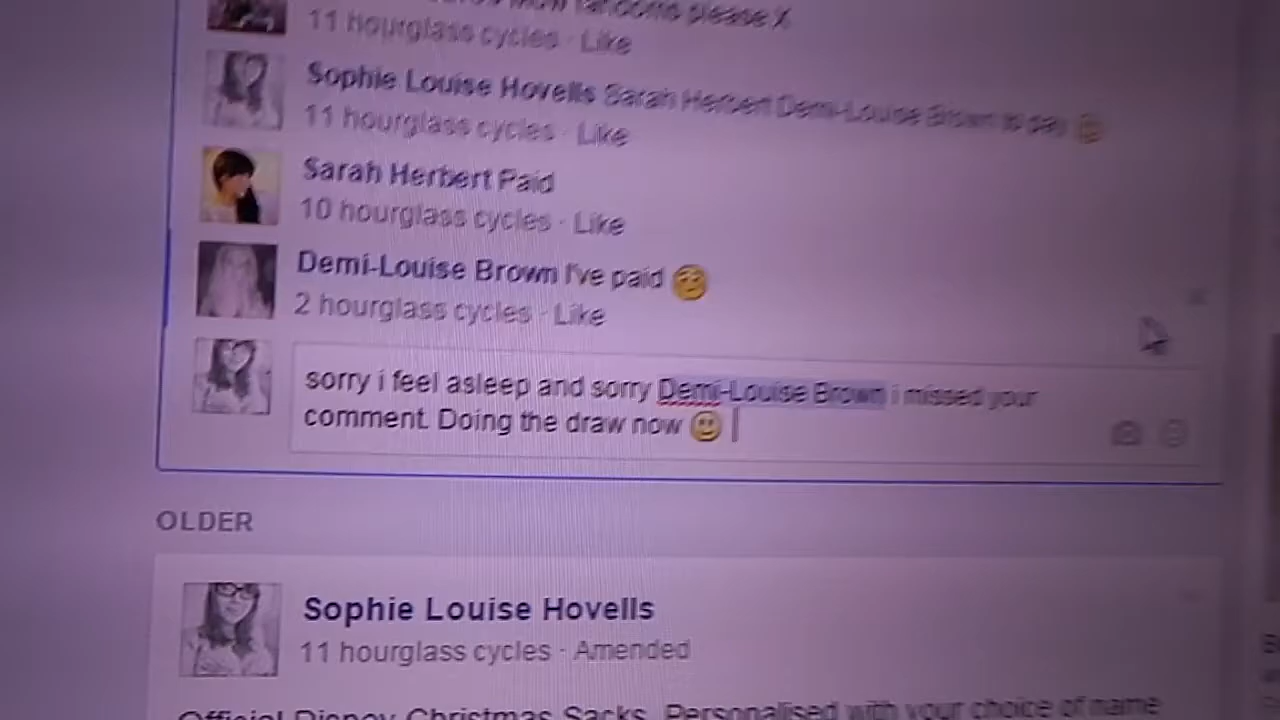 please X
11 hourglass cycles · Like
Sophie Louise Hovells Sarah Herbert Demi-Louise Brown to day 🙂
11 hourglass cycles · Like
Sarah Herbert Paid
10 hourglass cycles · Like
Demi-Louise Brown I've paid
2 hourglass cycles · Like
sorry i feel asleep and sorry Demi-Louise Brown i missed your
comment. Doing the draw now 🙂
OLDER
Sophie Louise Hovells
11 hourglass cycles · Amended
Official Disney Christmas Sacks. Personalised with your choice of name